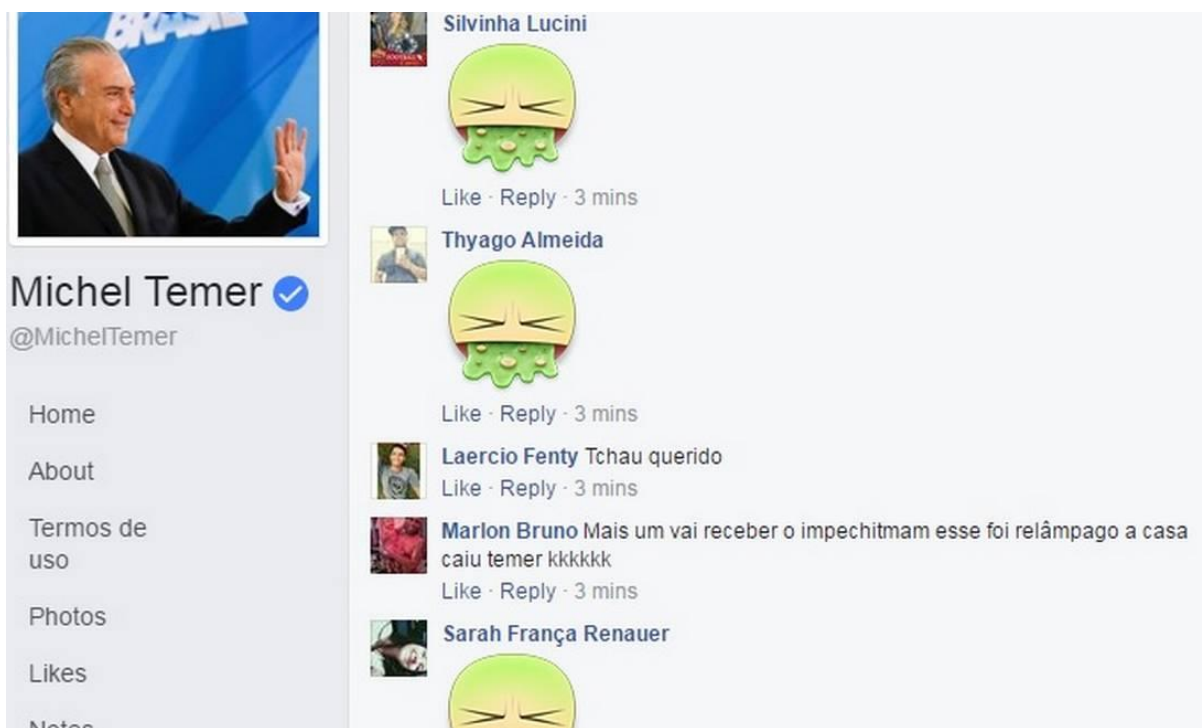 BRASIL
Michel Temer
@MichelTemer
Home
About
Termos de
uso
Photos
Likes
Notes
Silvinha Lucini
Like · Reply · 3 mins
Thyago Almeida
Like · Reply · 3 mins
Laercio Fenty Tchau querido
Like · Reply · 3 mins
Marlon Bruno Mais um vai receber o impechitmam esse foi relâmpago a casa
caiu temer kkkkkk
Like · Reply · 3 mins
Sarah França Renauer